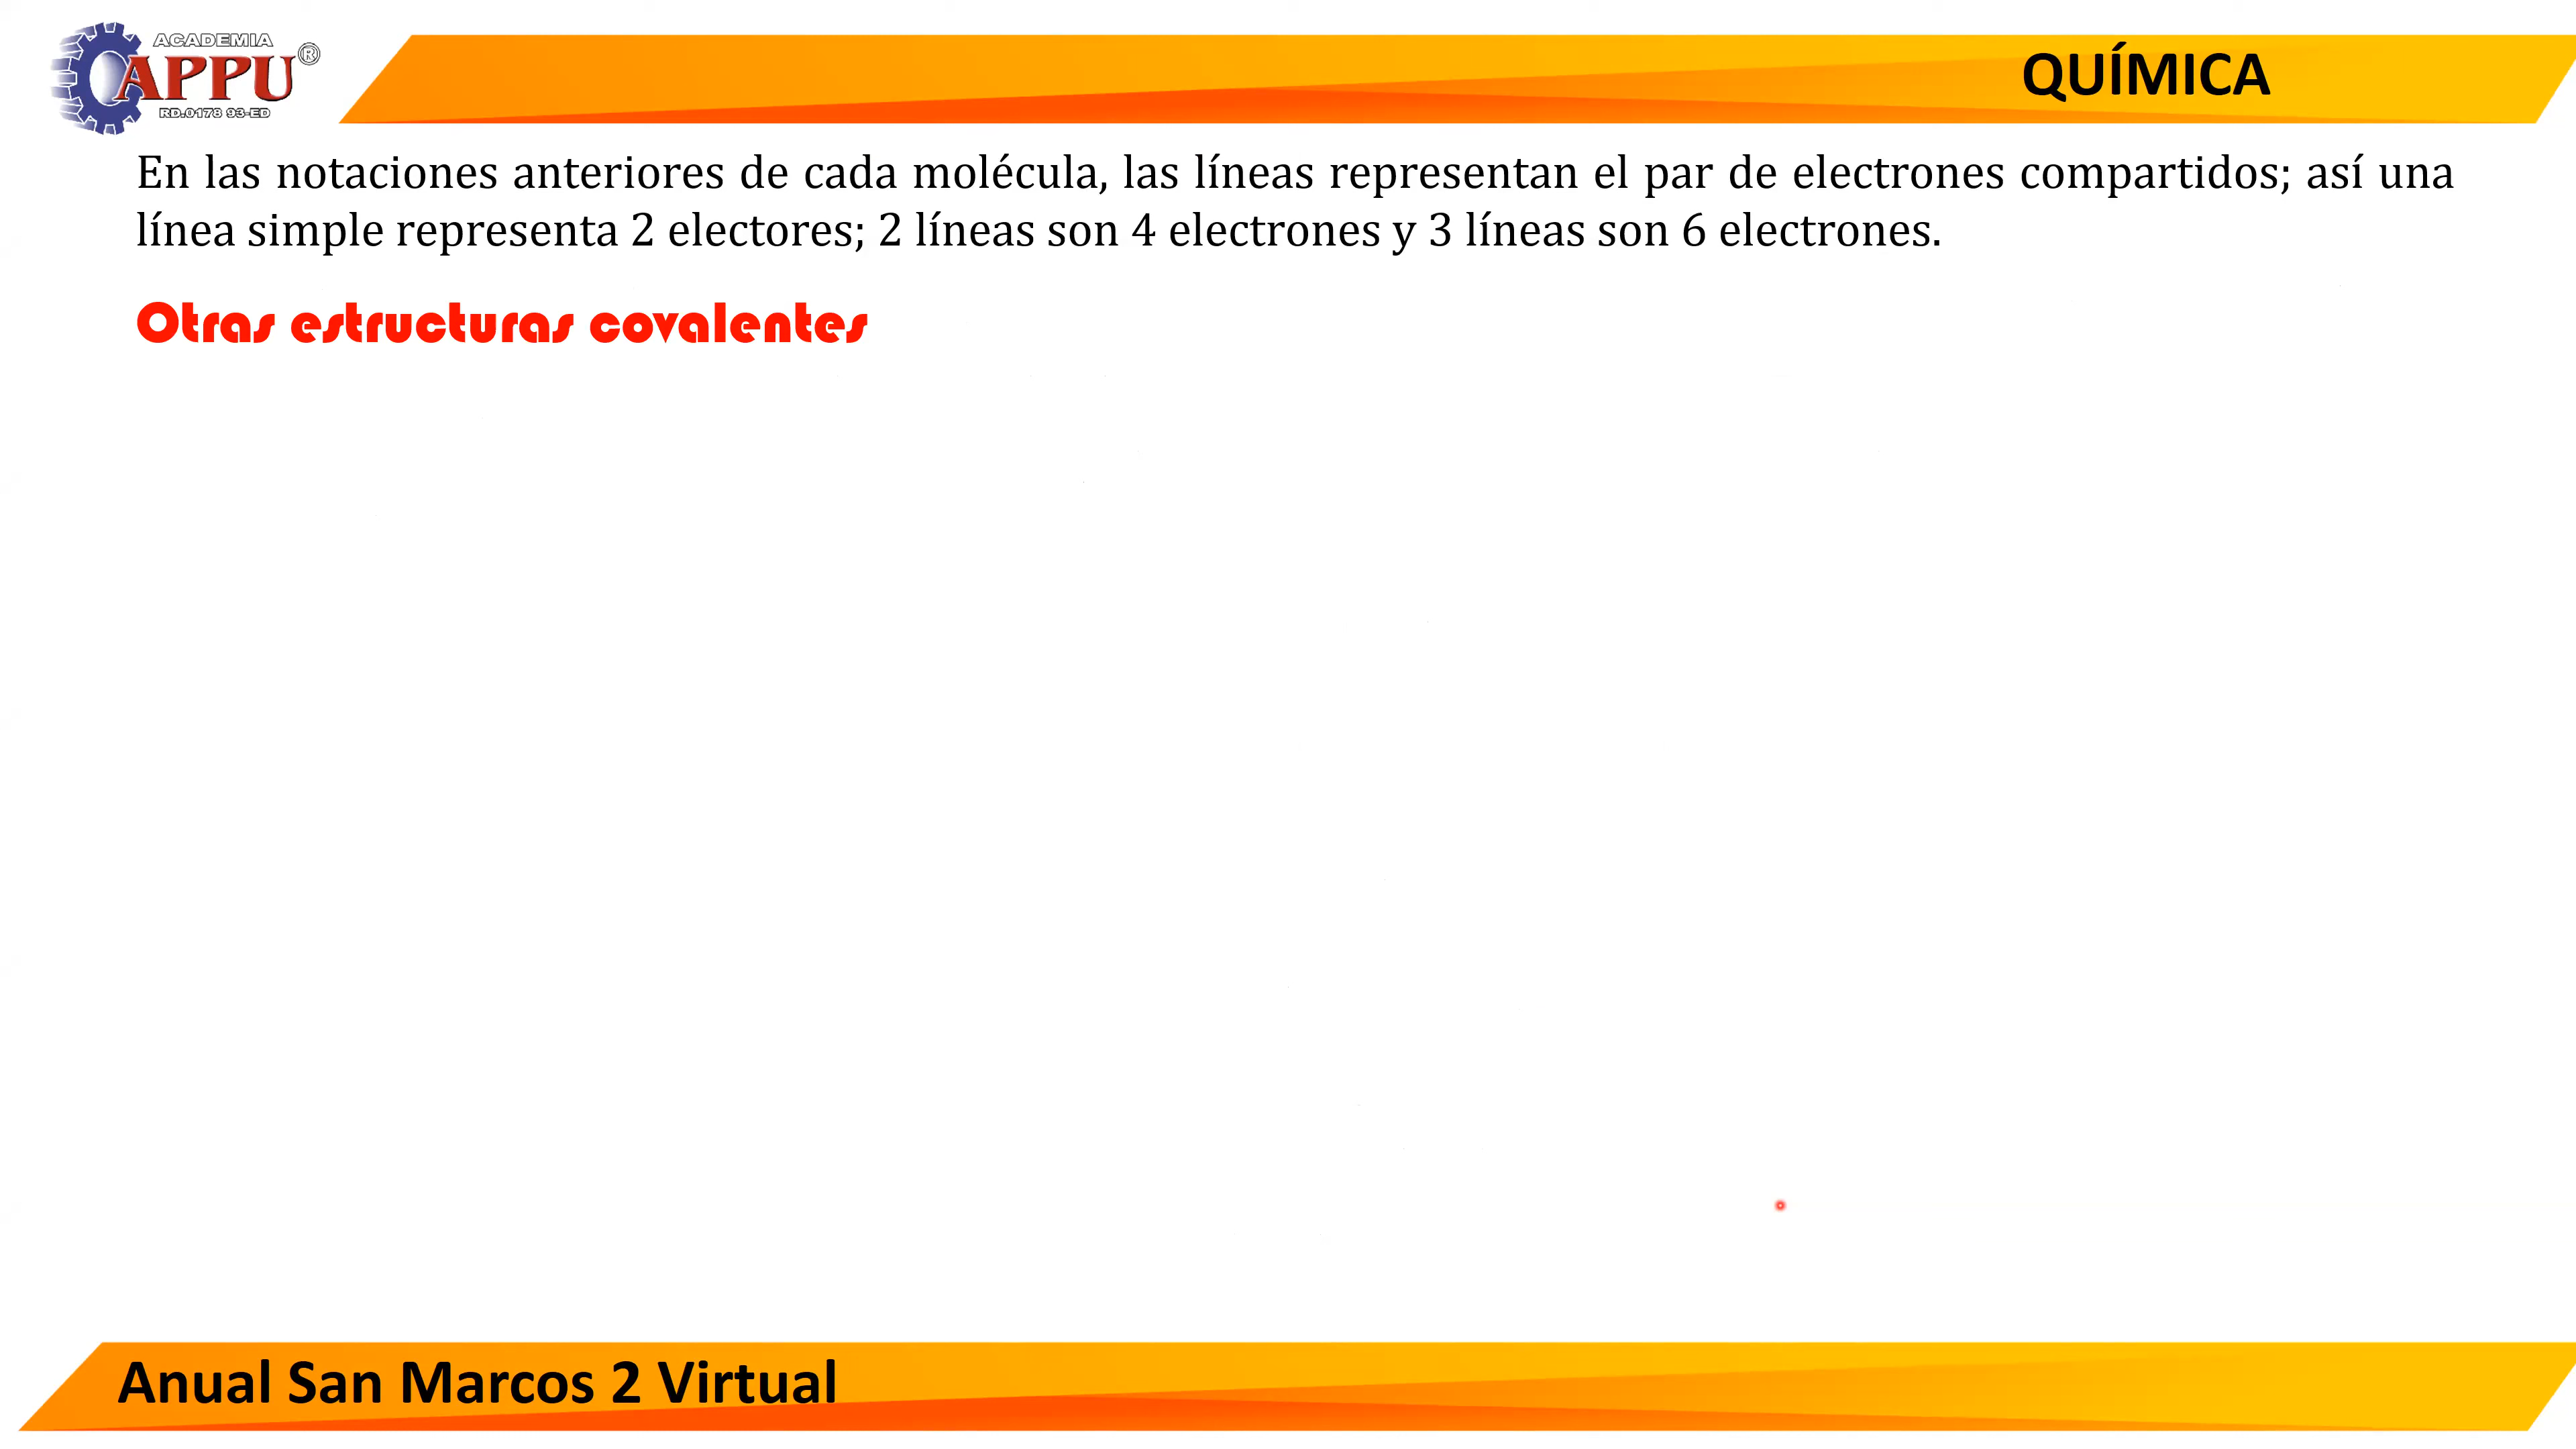 ACADEMIA
APPU®
RD.0178 93-ED
QUÍMICA
En las notaciones anteriores de cada molécula, las líneas representan el par de electrones compartidos; así una
línea simple representa 2 electores; 2 líneas son 4 electrones y 3 líneas son 6 electrones.
Otras estructuras covalentes
Anual San Marcos 2 Virtual